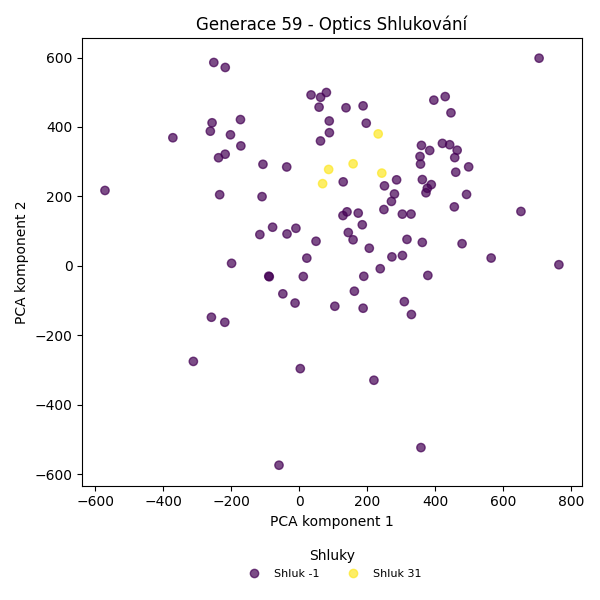 Generace 59 - Optics Shlukování
PCA komponent 2
600
400
200
0
−200
−400
−600
−600 −400 −200 0 200 400 600 800
PCA komponent 1
Shluky
Shluk -1 Shluk 31